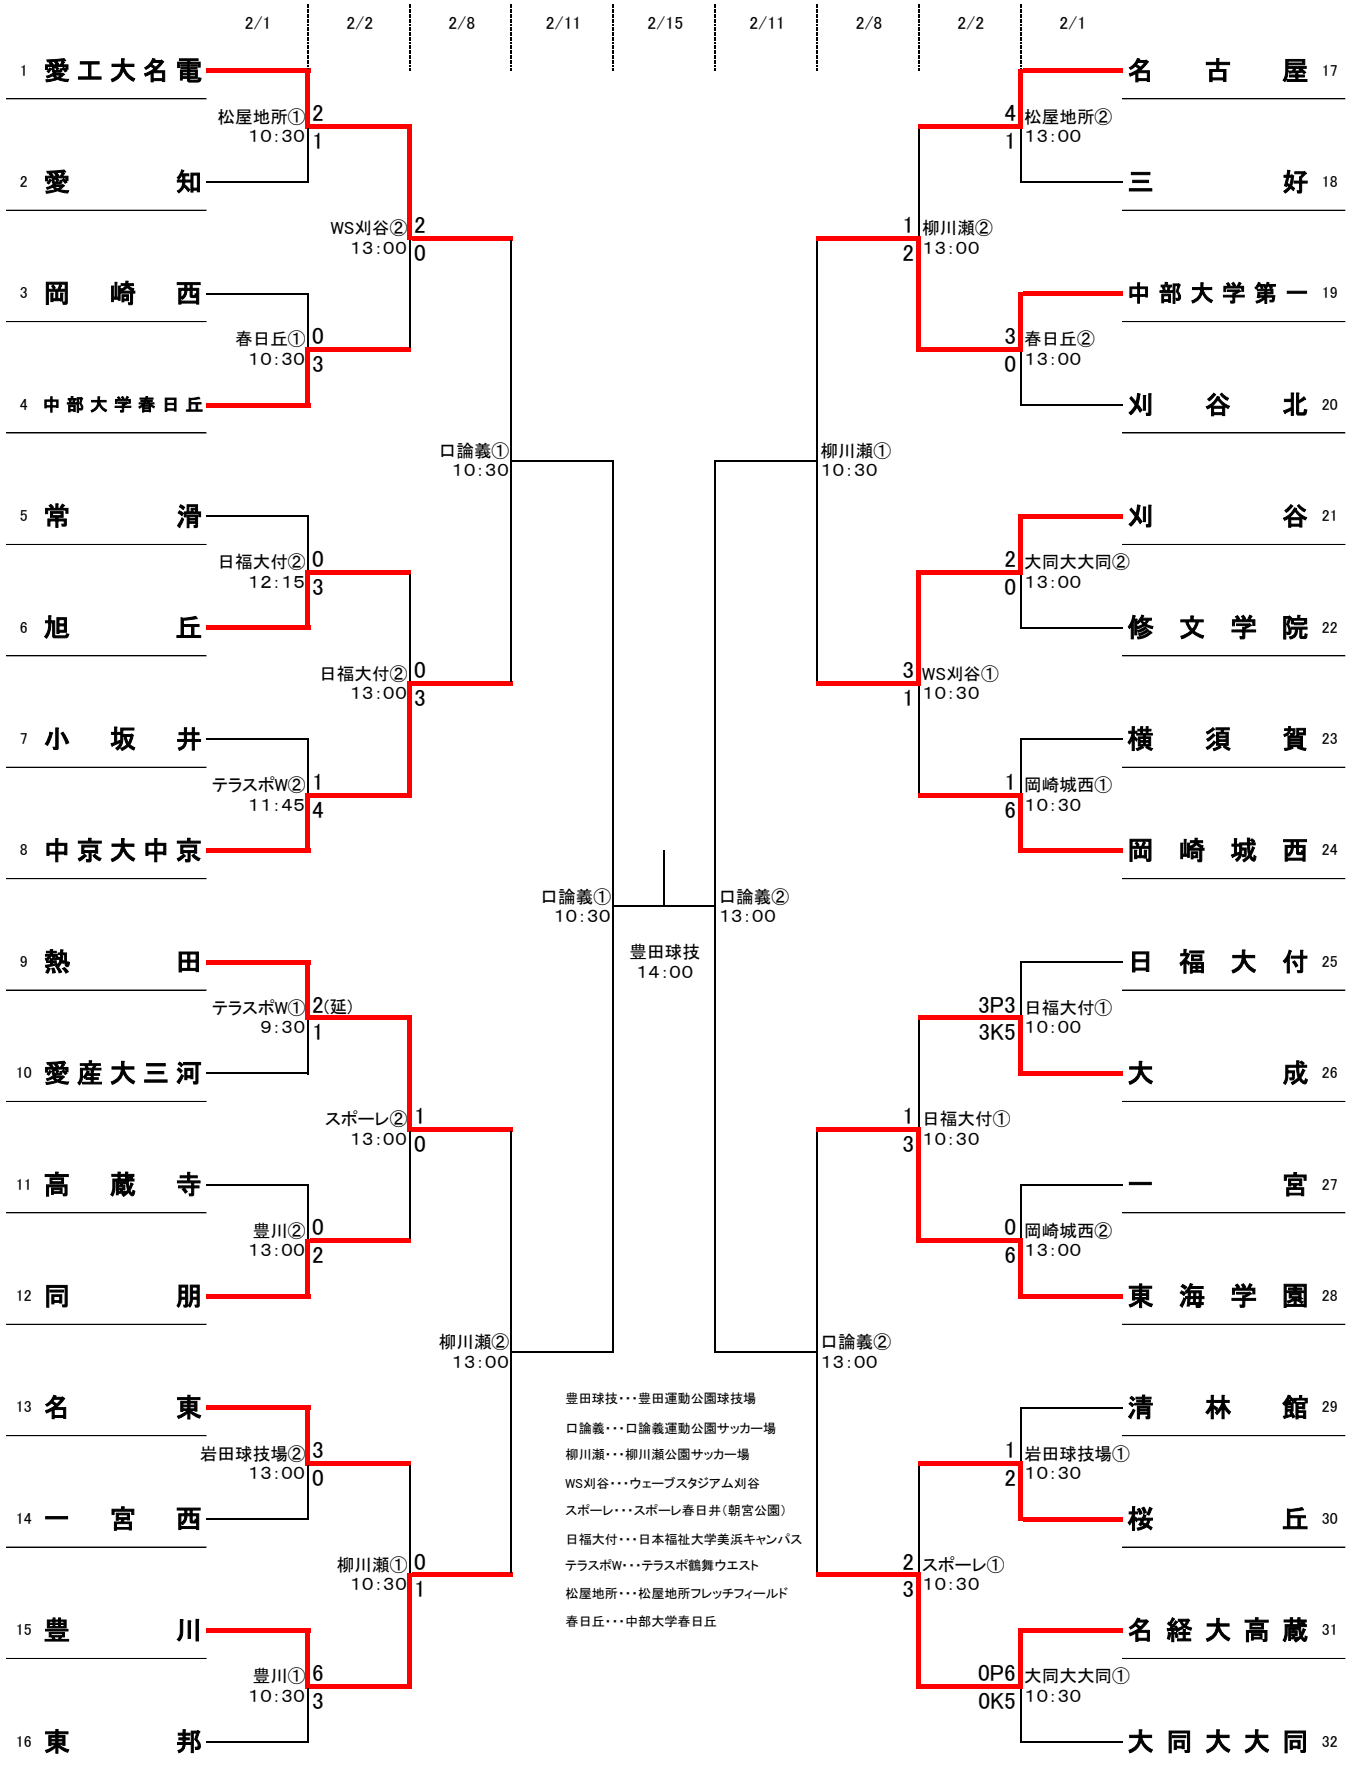 2/1 2/2 2/8 2/11 2/15 2/11 2/8 2/2 2/1
1 愛工大名電
松屋地所① 2
10:30 1
2 愛知
WS刈谷② 2
13:00 0
3 岡崎西
春日丘① 0
10:30 3
4 中部大学春日丘
口論義①
10:30
5 常滑
日福大付② 0
12:15 3
6 旭丘
日福大付② 0
13:00 3
7 小坂井
テラスポW② 1
11:45 4
8 中京大中京
口論義①
10:30
9 熱田
テラスポW① 2(延)
9:30 1
10 愛産大三河
スポーレ② 1
13:00 0
11 高蔵寺
豊川② 0
13:00 2
12 同朋
柳川瀬②
13:00
13 名東
岩田球技場② 3
13:00 0
14 一宮西
柳川瀬① 0
10:30 1
15 豊川
豊川① 6
10:30 3
16 東邦
豊田球技
14:00
豊田球技・・・豊田運動公園球技場
口論義・・・口論義運動公園サッカー場
柳川瀬・・・柳川瀬公園サッカー場
WS刈谷・・・ウェーブスタジアム刈谷
スポーレ・・・スポーレ春日井(朝宮公園)
日福大付・・・日本福祉大学美浜キャンパス
テラスポW・・・テラスポ鶴舞ウエスト
松屋地所・・・松屋地所フレッチフィールド
春日丘・・・中部大学春日丘
名古屋 17
4 松屋地所②
1 13:00
三好 18
1 柳川瀬②
2 13:00
中部大学第一 19
3 春日丘②
0 13:00
刈谷北 20
柳川瀬①
10:30
刈谷 21
2 大同大大同②
0 13:00
修文学院 22
3 WS刈谷①
1 10:30
横須賀 23
1 岡崎城西①
6 10:30
岡崎城西 24
口論義②
13:00
日福大付 25
3P3 日福大付①
3K5 10:00
大成 26
1 日福大付①
3 10:30
一宮 27
0 岡崎城西②
6 13:00
東海学園 28
口論義②
13:00
清林館 29
1 岩田球技場①
2 10:30
桜丘 30
2 スポーレ①
3 10:30
名経大高蔵 31
0P6 大同大大同①
0K5 10:30
大同大大同 32